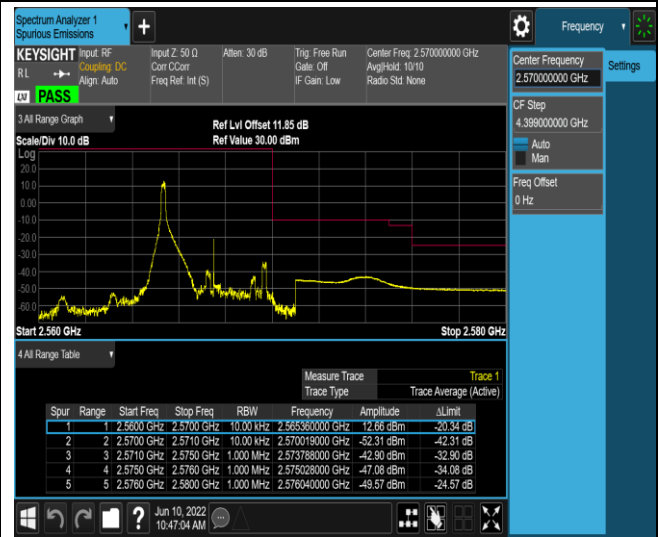 Spectrum Analyzer 1
Spurious Emissions
Frequency
KEYSIGHT
Input: RF
Input Z: 50 Ω
Atten: 30 dB
Trig: Free Run
Center Freq: 2.570000000 GHz
R L
Coupling: DC
Corr CCorr
Gate: Off
Avg|Hold: 10/10
Align: Auto
Freq Ref: Int (S)
IF Gain: Low
Radio Std: None
LXI
PASS
Center Frequency
2.570000000 GHz
Settings
CF Step
4.399000000 GHz
Auto
Man
Freq Offset
0 Hz
3 All Range Graph
Ref Lvl Offset 11.85 dB
Scale/Div 10.0 dB
Ref Value 30.00 dBm
Log
20.0
10.0
0.00
-10.0
-20.0
-30.0
-40.0
-50.0
-60.0
Start 2.560 GHz
Stop 2.580 GHz
4 All Range Table
Measure Trace Trace 1
Trace Type Trace Average (Active)
Spur Range Start Freq Stop Freq RBW Frequency Amplitude ΔLimit
1 1 2.5600 GHz 2.5700 GHz 10.00 kHz 2.565360000 GHz 12.66 dBm -20.34 dB
2 2 2.5700 GHz 2.5710 GHz 10.00 kHz 2.570019000 GHz -52.31 dBm -42.31 dB
3 3 2.5710 GHz 2.5750 GHz 1.000 MHz 2.573788000 GHz -42.90 dBm -32.90 dB
4 4 2.5750 GHz 2.5760 GHz 1.000 MHz 2.575028000 GHz -47.08 dBm -34.08 dB
5 5 2.5760 GHz 2.5800 GHz 1.000 MHz 2.576040000 GHz -49.57 dBm -24.57 dB
Jun 10, 2022
10:47:04 AM